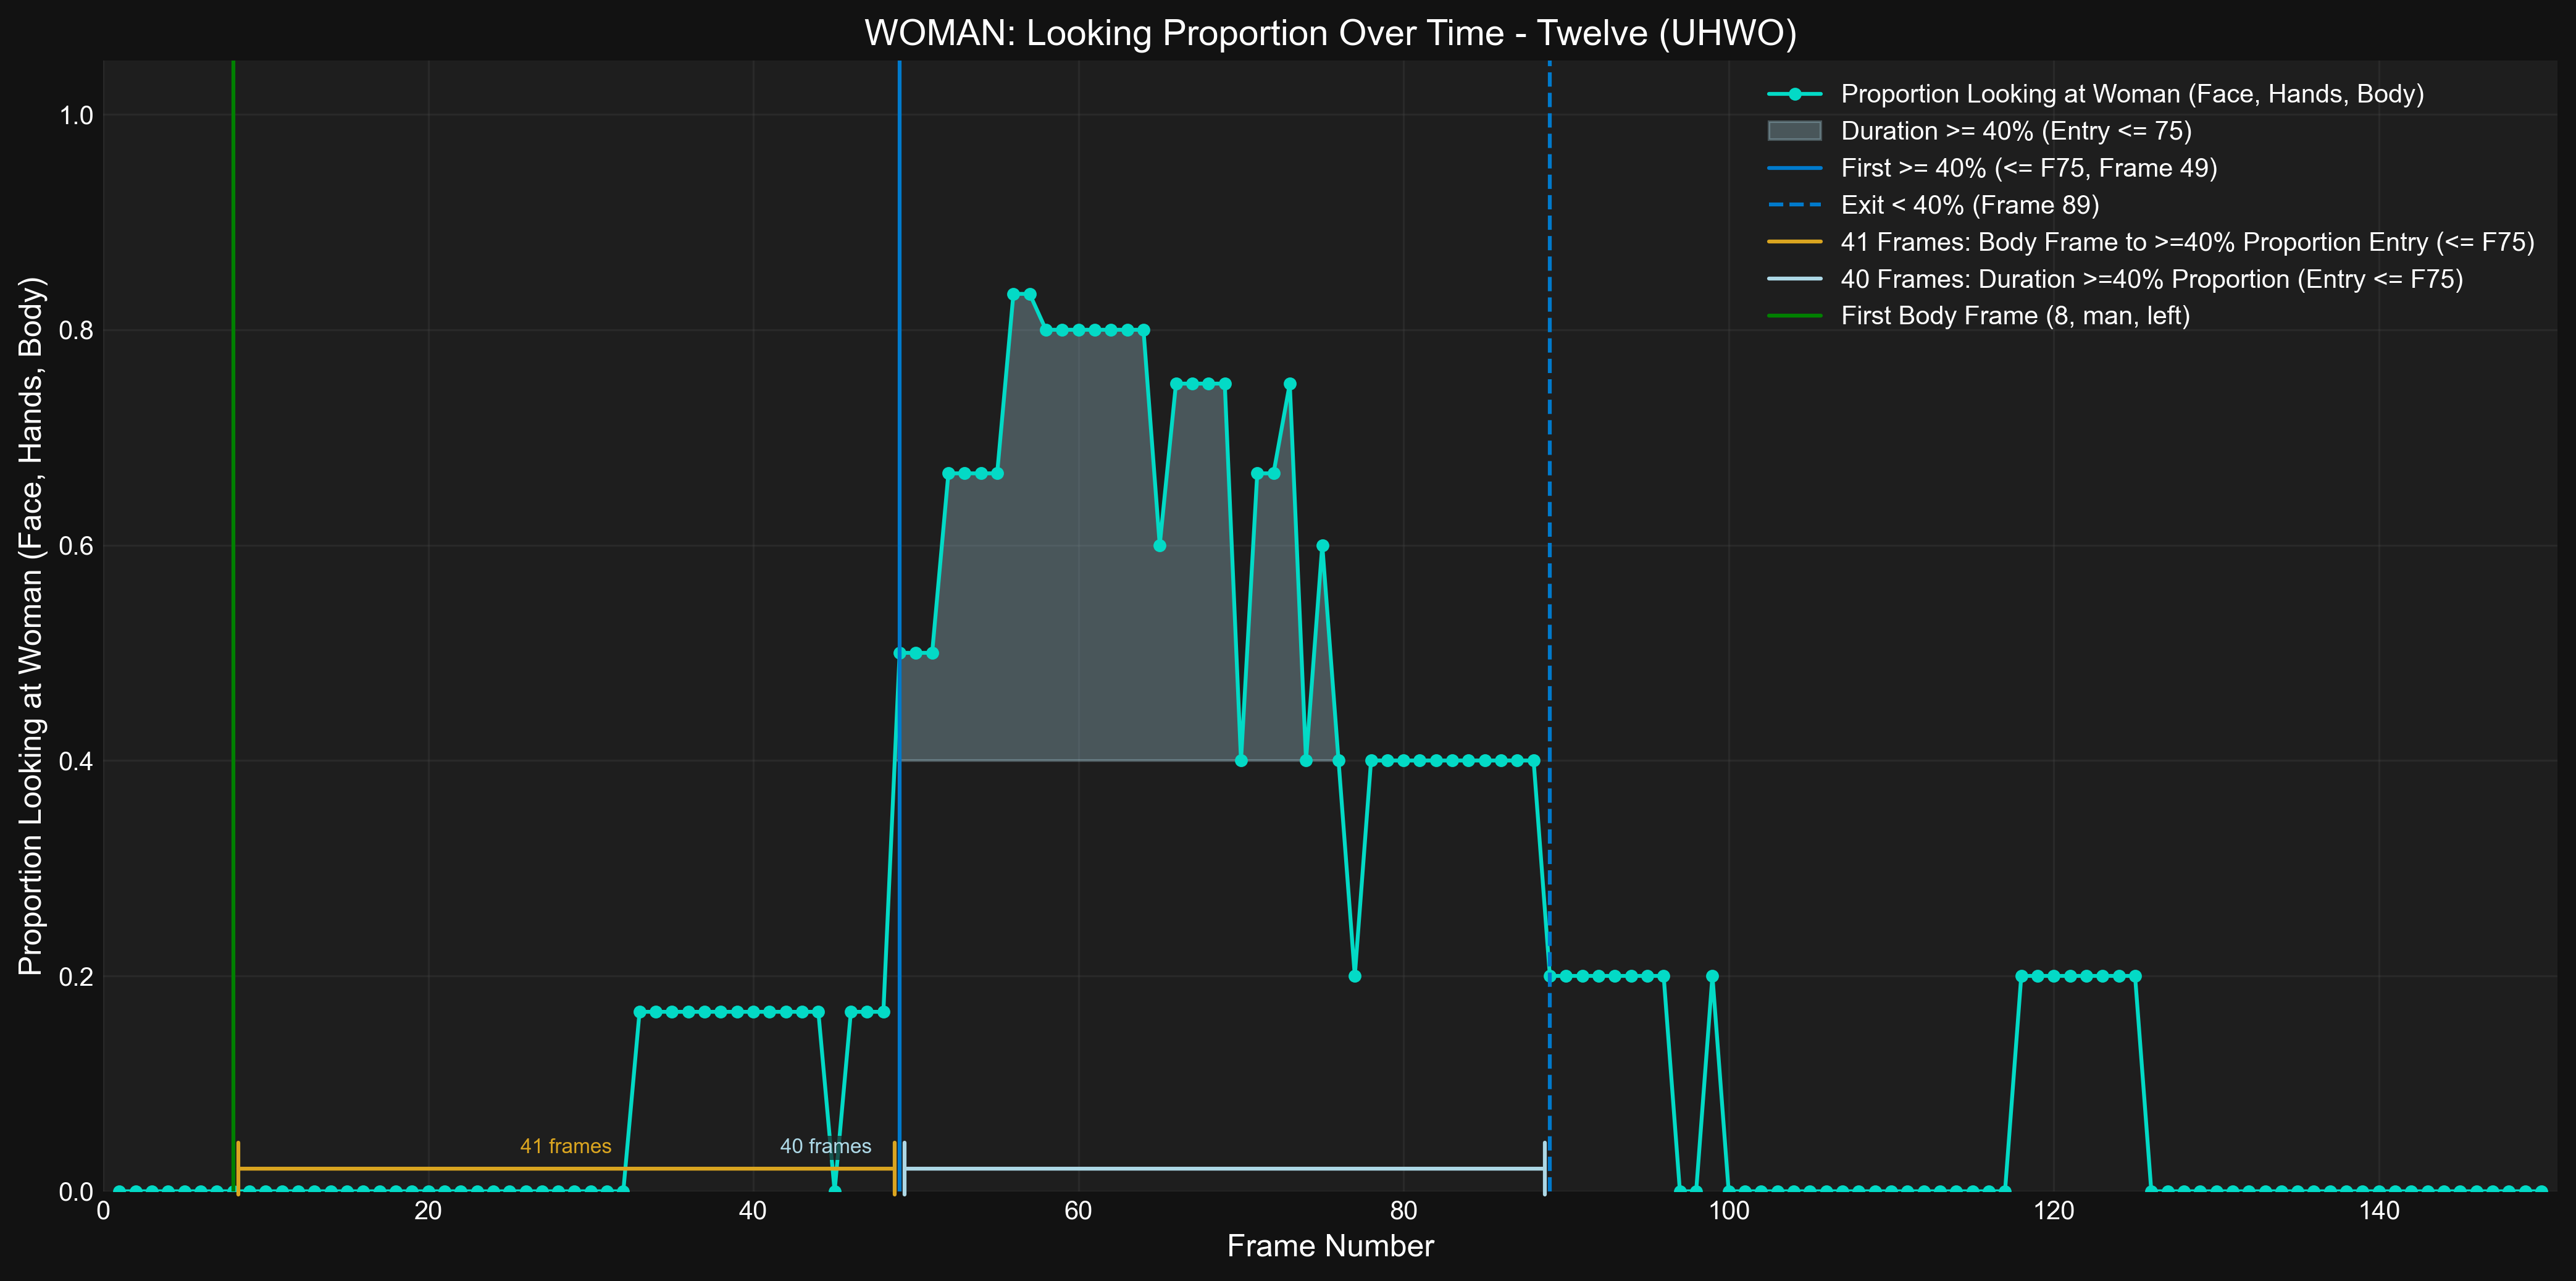 WOMAN: Looking Proportion Over Time - Twelve (UHWO)
Proportion Looking at Woman (Face, Hands, Body)
1.0
0.8
0.6
0.4
0.2
0.0
Proportion Looking at Woman (Face, Hands, Body)
Duration >= 40% (Entry <= 75)
First >= 40% (<= F75, Frame 49)
Exit < 40% (Frame 89)
41 Frames: Body Frame to >=40% Proportion Entry (<= F75)
40 Frames: Duration >=40% Proportion (Entry <= F75)
First Body Frame (8, man, left)
41 frames
40 frames
0 20 40 60 80 100 120 140
Frame Number